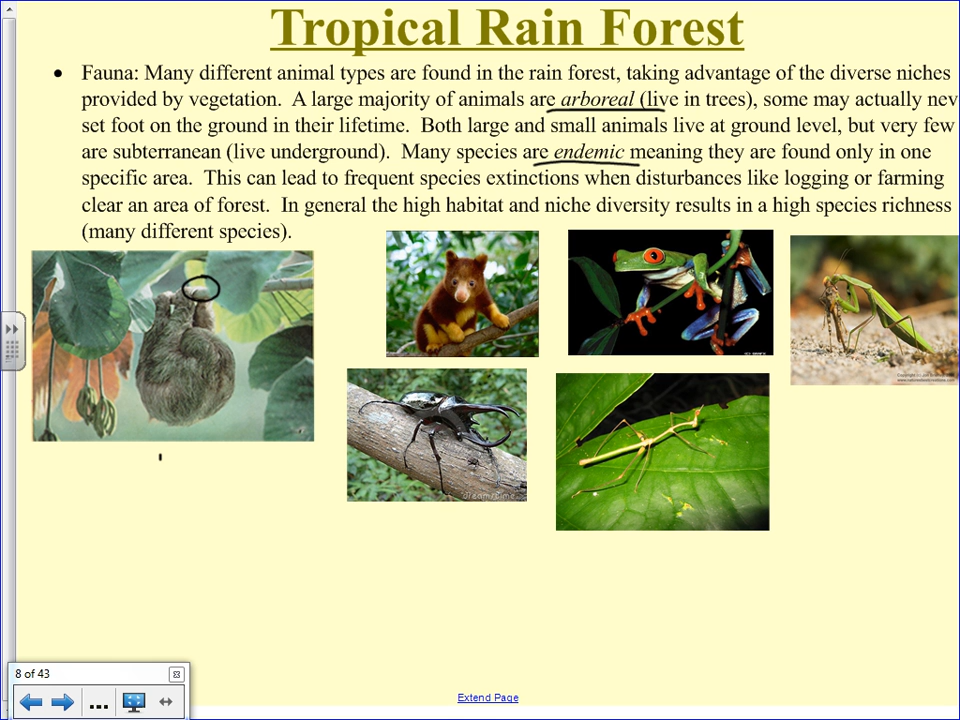 Tropical Rain Forest
• Fauna: Many different animal types are found in the rain forest, taking advantage of the diverse niches
provided by vegetation. A large majority of animals are arboreal (live in trees), some may actually nev
set foot on the ground in their lifetime. Both large and small animals live at ground level, but very few
are subterranean (live underground). Many species are endemic meaning they are found only in one
specific area. This can lead to frequent species extinctions when disturbances like logging or farming
clear an area of forest. In general the high habitat and niche diversity results in a high species richness
(many different species).
dreamstime
8 of 43
...
Extend Page